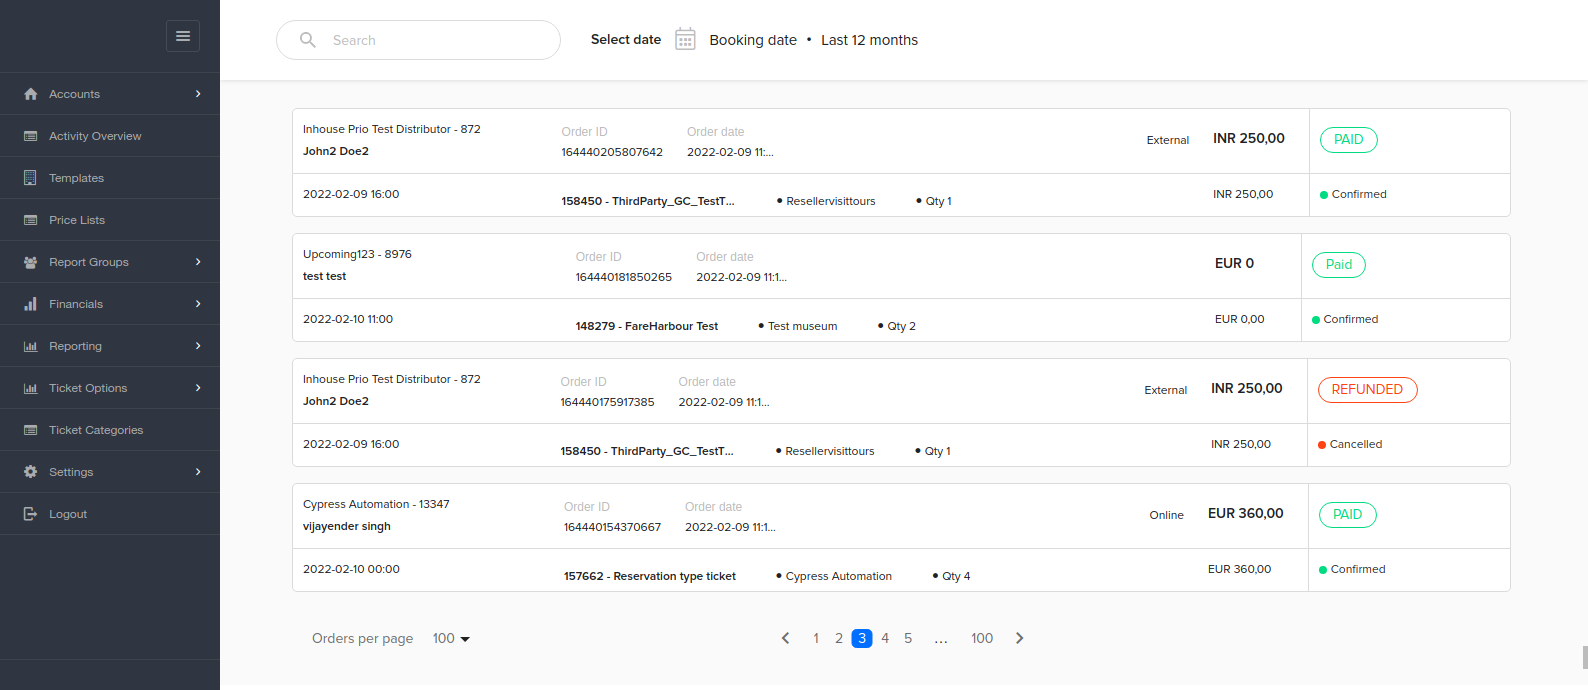 Search
Select date
Booking date • Last 12 months
Accounts
Activity Overview
Templates
Price Lists
Report Groups
Financials
Reporting
Ticket Options
Ticket Categories
Settings
Logout
Inhouse Prio Test Distributor - 872
John2 Doe2
Order ID
164440205807642
Order date
2022-02-09 11:...
External
INR 250,00
PAID
2022-02-09 16:00
158450 - ThirdParty_GC_TestT...
• Resellervisittours
• Qty 1
INR 250,00
Confirmed
Upcoming123 - 8976
test test
Order ID
164440181850265
Order date
2022-02-09 11:1...
EUR 0
Paid
2022-02-10 11:00
148279 - FareHarbour Test
• Test museum
• Qty 2
EUR 0,00
Confirmed
Inhouse Prio Test Distributor - 872
John2 Doe2
Order ID
164440175917385
Order date
2022-02-09 11:1...
External
INR 250,00
REFUNDED
2022-02-09 16:00
158450 - ThirdParty_GC_TestT...
• Resellervisittours
• Qty 1
INR 250,00
Cancelled
Cypress Automation - 13347
vijayender singh
Order ID
164440154370667
Order date
2022-02-09 11:1...
Online
EUR 360,00
PAID
2022-02-10 00:00
157662 - Reservation type ticket
• Cypress Automation
• Qty 4
EUR 360,00
Confirmed
Orders per page 100
1 2 3 4 5 ... 100